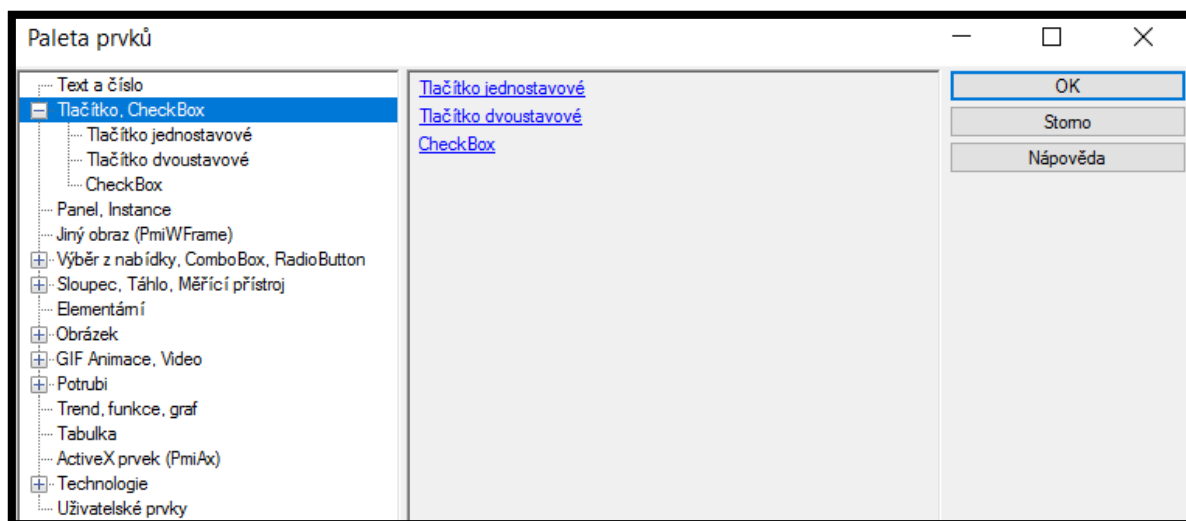 Paleta prvků
Text a číslo
Tlačítko, CheckBox
Tlačítko jednostavové
Tlačítko dvoustavové
CheckBox
Panel, Instance
Jiný obraz (PmiWFrame)
Výběr z nabídky, ComboBox, RadioButton
Sloupec, Táhlo, Měřící přístroj
Elementární
Obrázek
GIF Animace, Video
Potrubi
Trend, funkce, graf
Tabulka
ActiveX prvek (PmiAx)
Technologie
Uživatelské prvky
Tlačítko jednostavové
Tlačítko dvoustavové
CheckBox
OK
Storno
Nápověda